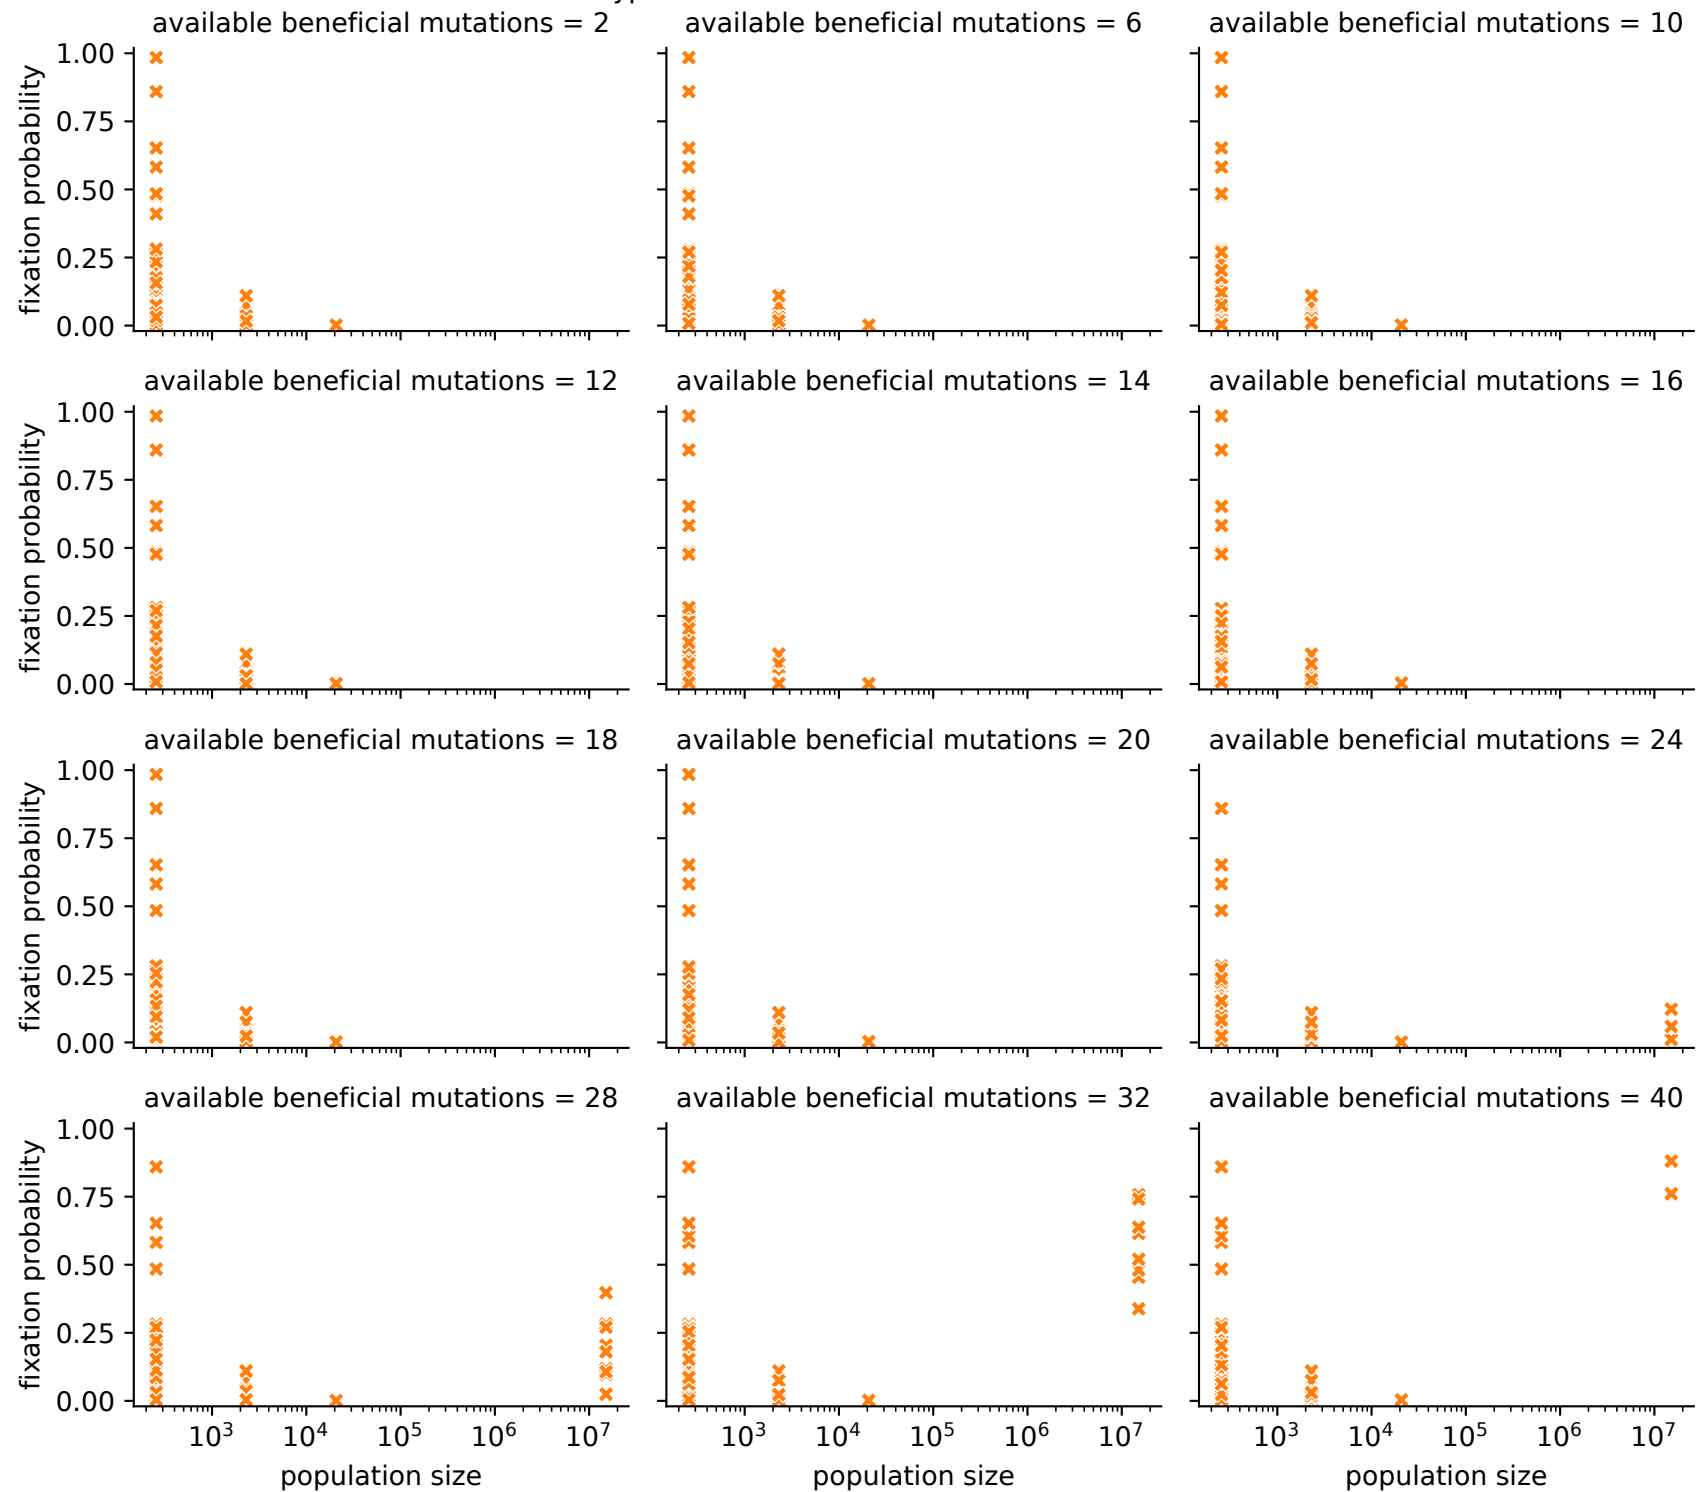 available beneficial mutations = 2
available beneficial mutations = 6
available beneficial mutations = 10
1.00
0.75
0.50
0.25
0.00
fixation probability
available beneficial mutations = 12
available beneficial mutations = 14
available beneficial mutations = 16
1.00
0.75
0.50
0.25
0.00
fixation probability
available beneficial mutations = 18
available beneficial mutations = 20
available beneficial mutations = 24
1.00
0.75
0.50
0.25
0.00
fixation probability
available beneficial mutations = 28
available beneficial mutations = 32
available beneficial mutations = 40
1.00
0.75
0.50
0.25
0.00
fixation probability
10³ 10⁴ 10⁵ 10⁶ 10⁷
10³ 10⁴ 10⁵ 10⁶ 10⁷
10³ 10⁴ 10⁵ 10⁶ 10⁷
population size
population size
population size